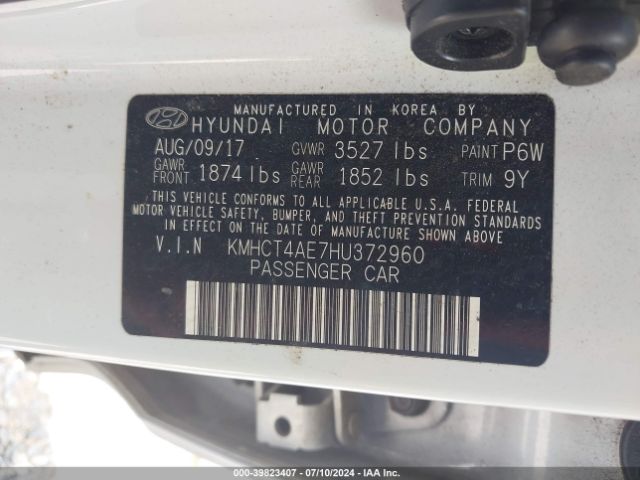 MANUFACTURED IN KOREA BY
HYUNDAI MOTOR COMPANY
AUG/09/17 GVWR 3527 lbs PAINT P6W
GAWR FRONT 1874 lbs GAWR REAR 1852 lbs TRIM 9Y
THIS VEHICLE CONFORMS TO ALL APPLICABLE U.S.A. FEDERAL
MOTOR VEHICLE SAFETY, BUMPER, AND THEFT PREVENTION STANDARDS
IN EFFECT ON THE DATE OF MANUFACTURE SHOWN ABOVE
V.I.N KMHCT4AE7HU372960
PASSENGER CAR
000-39823407 - 07/10/2024 - COPYRIGHT IAA